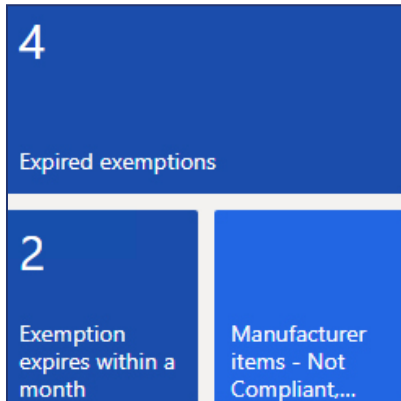 4
Expired exemptions
2
Exemption
expires within a
month
Manufacturer
items - Not
Compliant,...